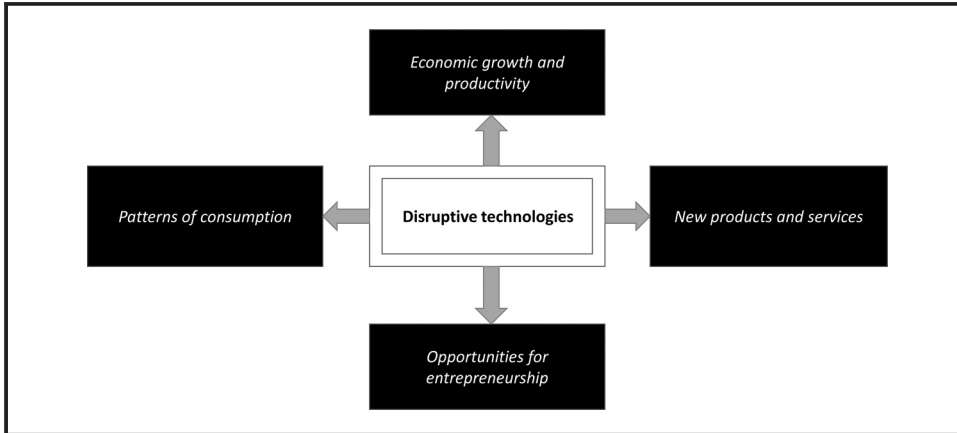 Economic growth and
productivity
Patterns of consumption
Disruptive technologies
New products and services
Opportunities for
entrepreneurship